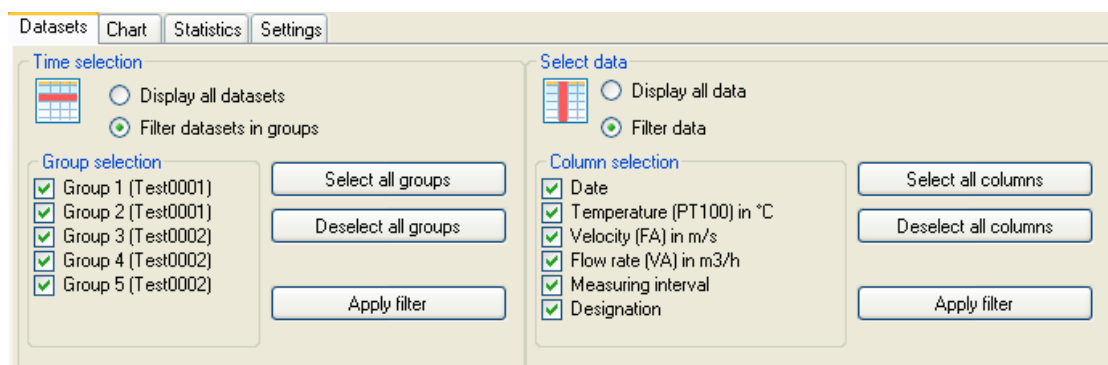 Datasets Chart Statistics Settings
Time selection
Display all datasets
Filter datasets in groups
Group selection
Group 1 (Test0001)
Group 2 (Test0001)
Group 3 (Test0002)
Group 4 (Test0002)
Group 5 (Test0002)
Select all groups
Deselect all groups
Apply filter
Select data
Display all data
Filter data
Column selection
Date
Temperature (PT100) in °C
Velocity (FA) in m/s
Flow rate (VA) in m3/h
Measuring interval
Designation
Select all columns
Deselect all columns
Apply filter